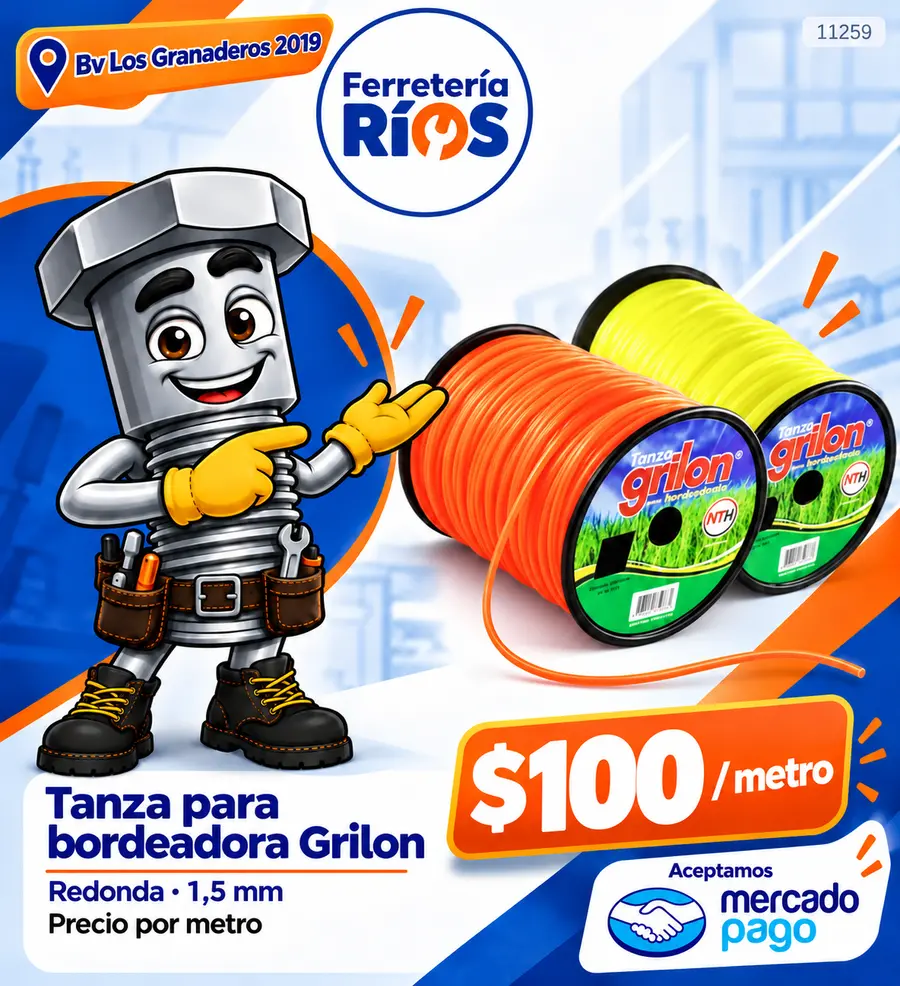 Bv Los Granaderos 2019
Ferretería
Ríos
11259
Tanza
grilon®
bordeadora
NTH
Tanza
grilon®
bordeadora
NTH
$100 / metro
Tanza para
bordeadora Grilon
Redonda • 1,5 mm
Precio por metro
Aceptamos
mercado
pago